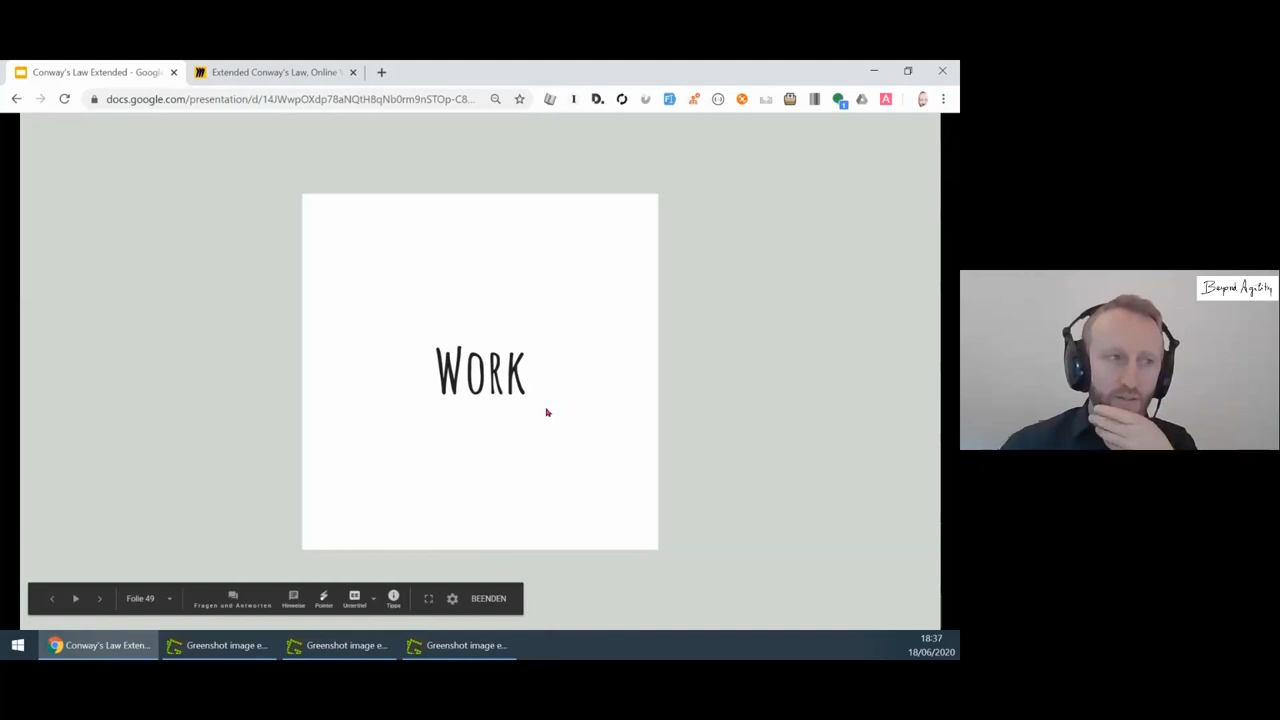 Conway's Law Extended - Googl
Extended Conway's Law, Online
docs.google.com/presentation/d/14JWwpOXdp78aNQtH8qNb0rm9nSTOp-C8...
Beyond Agility
WORK
Folie 49
Fragen und Antworten
Hinweise
Pointer
Untertitel
Tipps
BEENDEN
Conway's Law Exten...
Greenshot image e...
Greenshot image e...
Greenshot image e...
18:37
18/06/2020